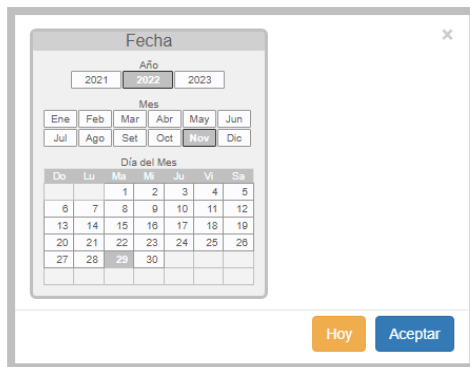 Fecha
×
Año
2021 2022 2023
Mes
Ene Feb Mar Abr May Jun
Jul Ago Set Oct Nov Dic
Día del Mes
Do Lu Ma Mi Ju Vi Sa
1 2 3 4 5
6 7 8 9 10 11 12
13 14 15 16 17 18 19
20 21 22 23 24 25 26
27 28 29 30
Hoy Aceptar